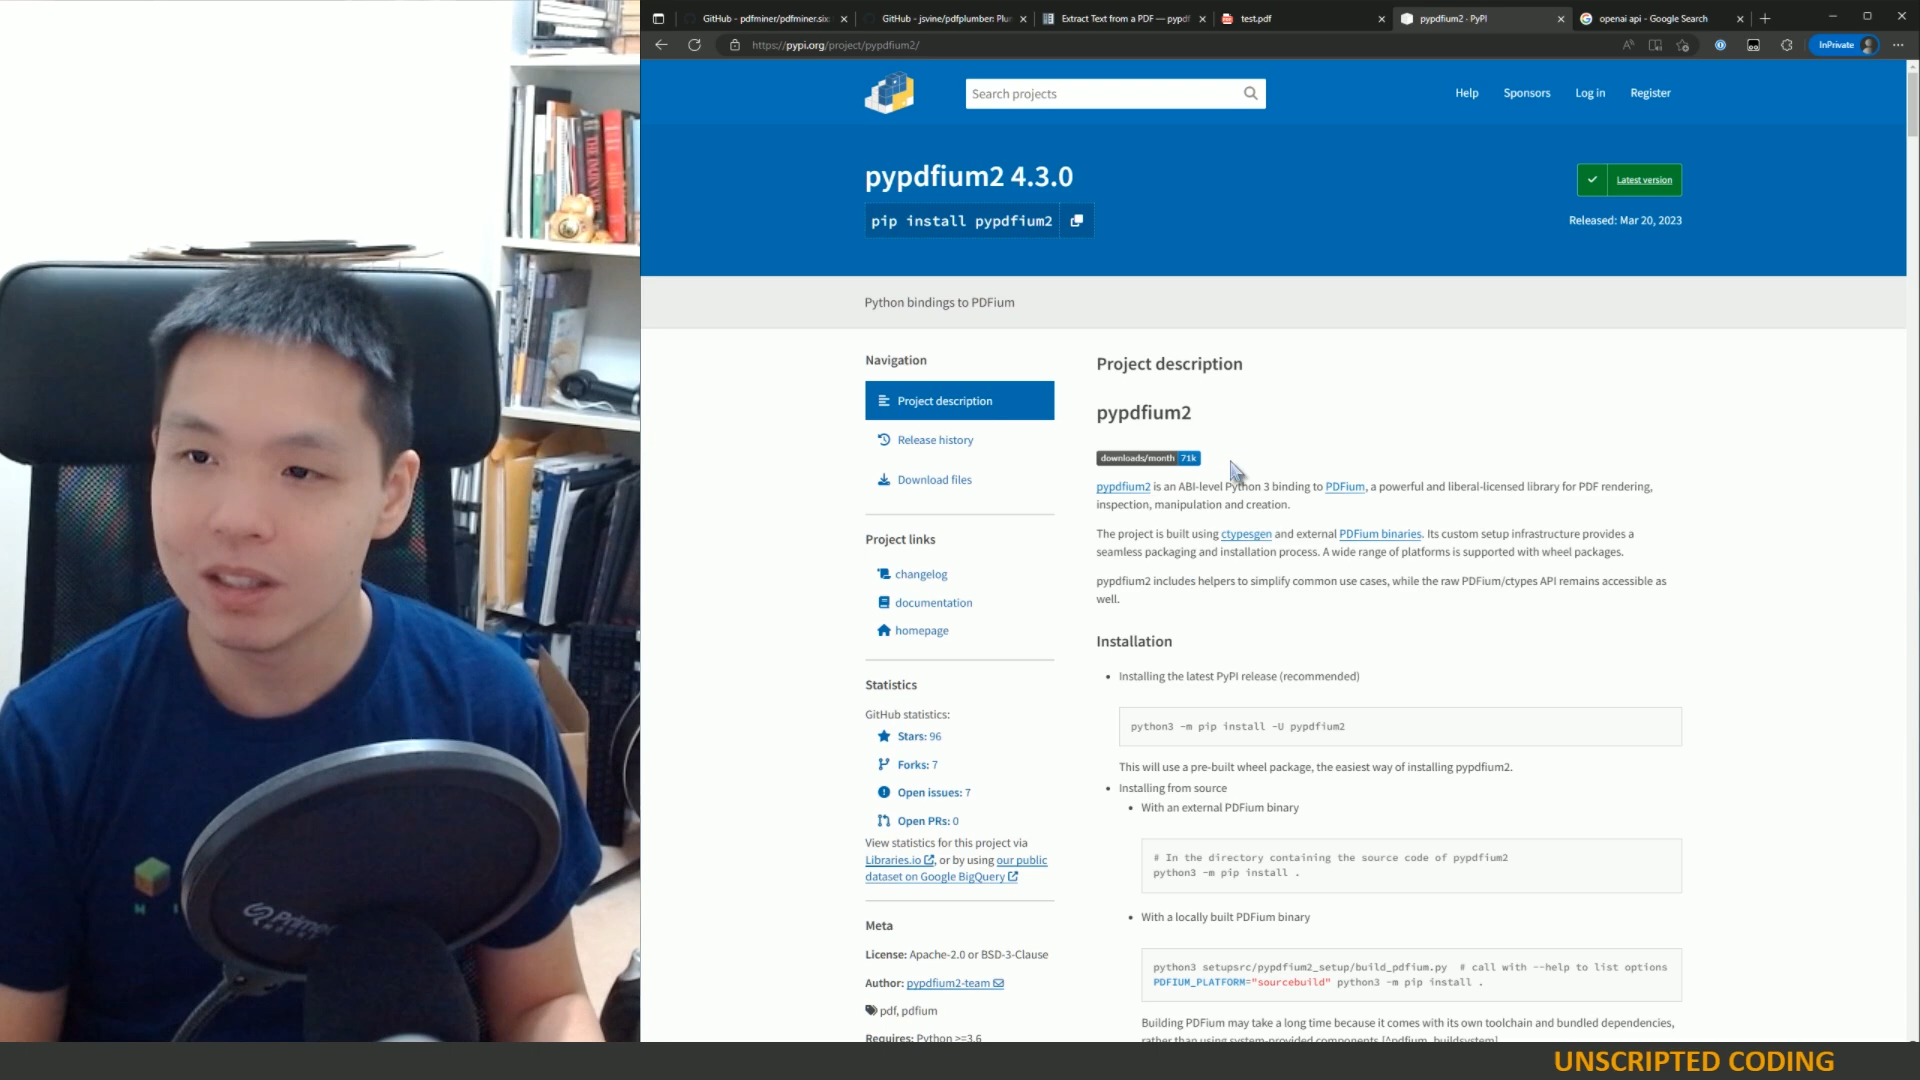 GitHub - pdfminer/pdfminer.six:
GitHub - jsvine/pdfplumber: Plu
Extract Text from a PDF — pypdf
test.pdf
pypdfium2 · PyPI
openai api - Google Search
https://pypi.org/project/pypdfium2/
InPrivate
Search projects
Help
Sponsors
Log in
Register
pypdfium2 4.3.0
pip install pypdfium2
Latest version
Released: Mar 20, 2023
Python bindings to PDFium
Navigation
Project description
Release history
Download files
Project links
changelog
documentation
homepage
Statistics
GitHub statistics:
Stars: 96
Forks: 7
Open issues: 7
Open PRs: 0
View statistics for this project via
Libraries.io, or by using our public
dataset on Google BigQuery
Meta
License: Apache-2.0 or BSD-3-Clause
Author: pypdfium2-team
pdf, pdfium
Requires: Python >=3.6
Project description
pypdfium2
downloads/month 71k
pypdfium2 is an ABI-level Python 3 binding to PDFium, a powerful and liberal-licensed library for PDF rendering,
inspection, manipulation and creation.
The project is built using ctypesgen and external PDFium binaries. Its custom setup infrastructure provides a
seamless packaging and installation process. A wide range of platforms is supported with wheel packages.
pypdfium2 includes helpers to simplify common use cases, while the raw PDFium/ctypes API remains accessible as
well.
Installation
• Installing the latest PyPI release (recommended)
python3 -m pip install -U pypdfium2
This will use a pre-built wheel package, the easiest way of installing pypdfium2.
• Installing from source
• With an external PDFium binary
# In the directory containing the source code of pypdfium2
python3 -m pip install .
• With a locally built PDFium binary
python3 setupsrc/pypdfium2_setup/build_pdfium.py # call with --help to list options
PDFIUM_PLATFORM="sourcebuild" python3 -m pip install .
Building PDFium may take a long time because it comes with its own toolchain and bundled dependencies,
rather than using system-provided components [^pdfium_buildsystem]
UNSCRIPTED CODING